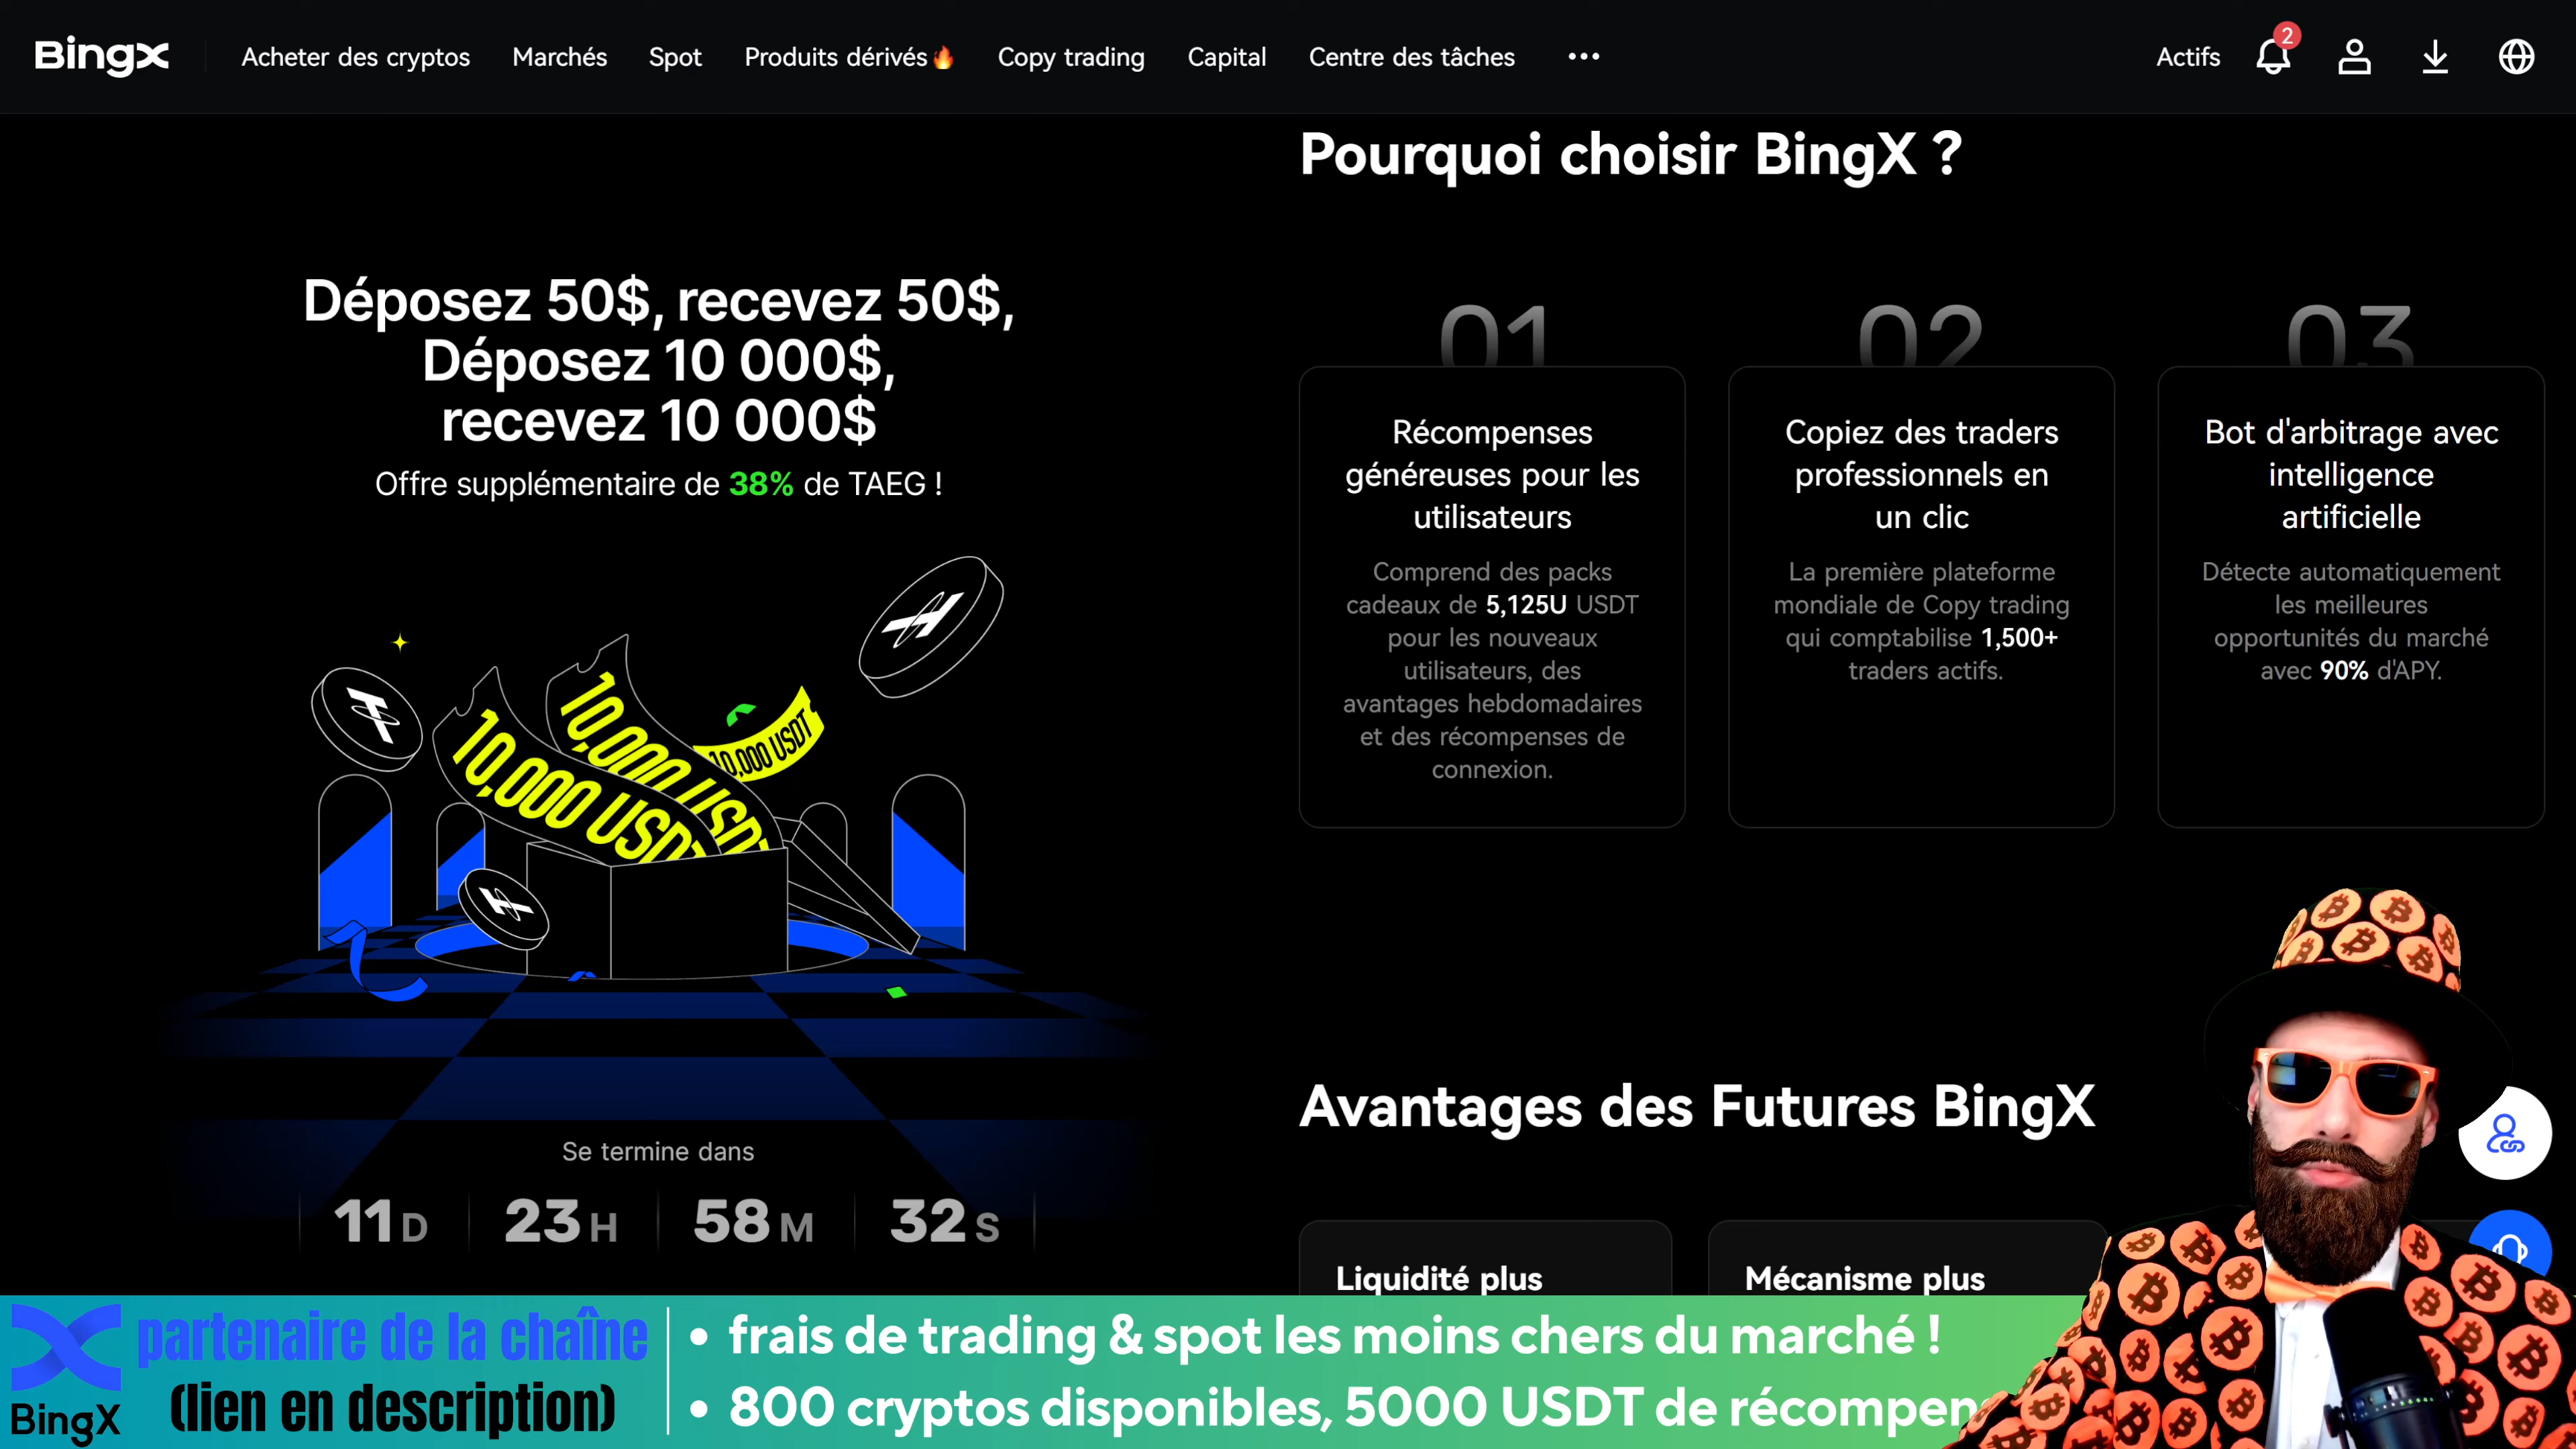 BingX
Acheter des cryptos
Marchés
Spot
Produits dérivés
Copy trading
Capital
Centre des tâches
Actifs
2
Déposez 50$, recevez 50$,
Déposez 10 000$,
recevez 10 000$
Offre supplémentaire de 38% de TAEG !
10,000 USDT
10,000 USDT
10,000 USDT
Se termine dans
11 D 23 H 58 M 32 S
Pourquoi choisir BingX ?
01
Récompenses
généreuses pour les
utilisateurs
Comprend des packs
cadeaux de 5,125U USDT
pour les nouveaux
utilisateurs, des
avantages hebdomadaires
et des récompenses de
connexion.
02
Copiez des traders
professionnels en
un clic
La première plateforme
mondiale de Copy trading
qui comptabilise 1,500+
traders actifs.
03
Bot d'arbitrage avec
intelligence
artificielle
Détecte automatiquement
les meilleures
opportunités du marché
avec 90% d'APY.
Avantages des Futures BingX
Liquidité plus
Mécanisme plus
BingX
partenaire de la chaîne
(lien en description)
• frais de trading & spot les moins chers du marché !
• 800 cryptos disponibles, 5000 USDT de récompen